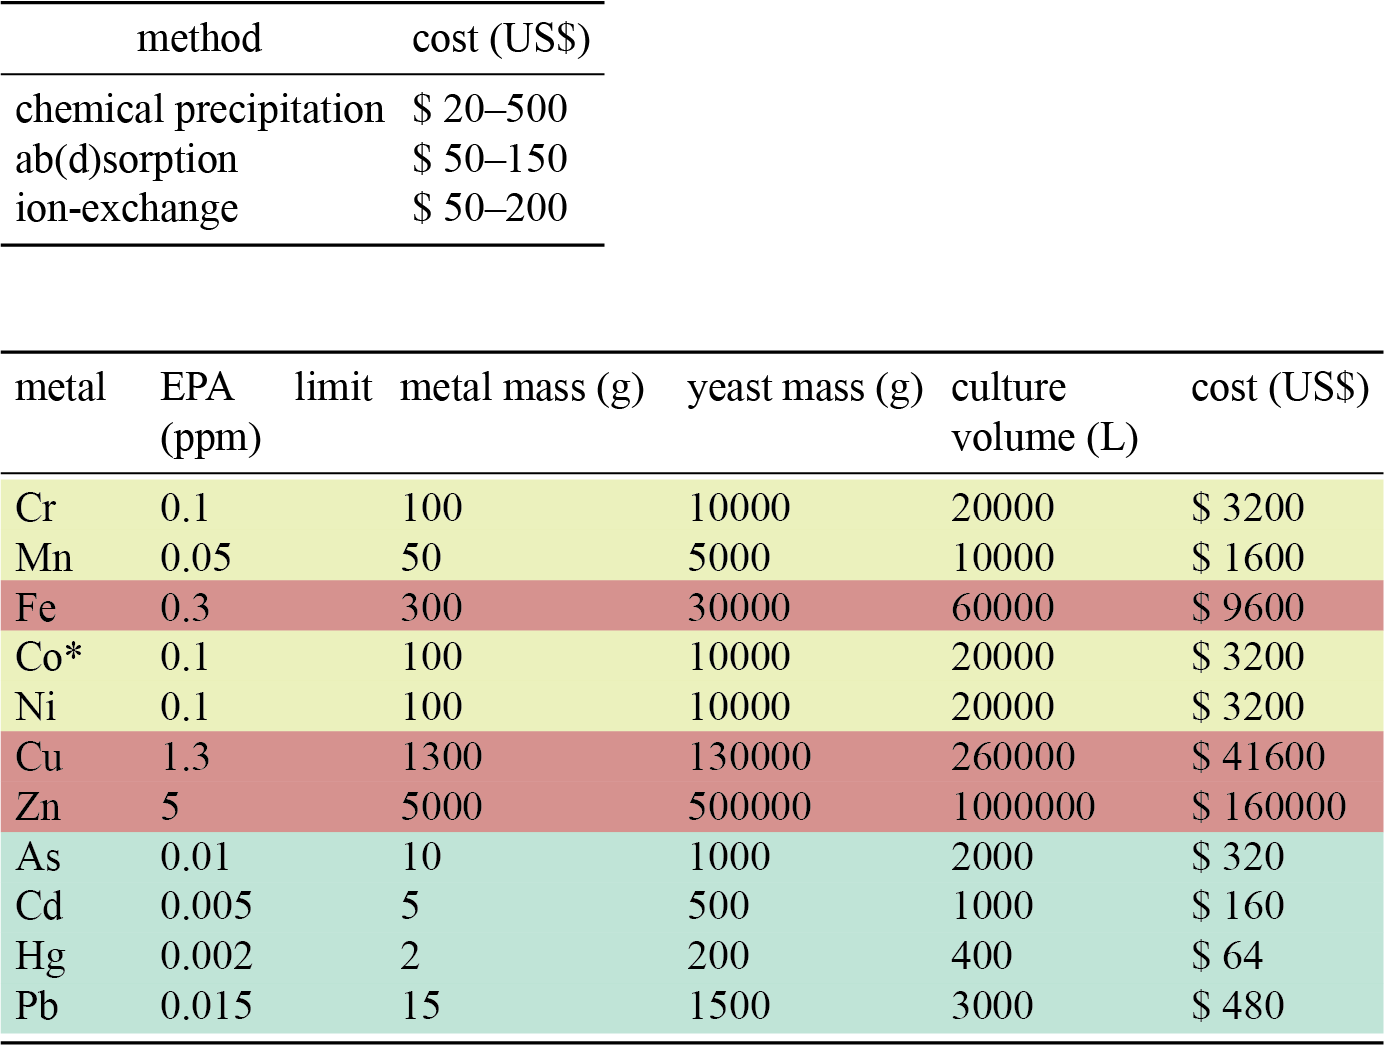 method cost (US$)
chemical precipitation $ 20–500
ab(d)sorption $ 50–150
ion-exchange $ 50–200
metal EPA limit metal mass (g) yeast mass (g) culture cost (US$)
(ppm) volume (L)
Cr 0.1 100 10000 20000 $ 3200
Mn 0.05 50 5000 10000 $ 1600
Fe 0.3 300 30000 60000 $ 9600
Co* 0.1 100 10000 20000 $ 3200
Ni 0.1 100 10000 20000 $ 3200
Cu 1.3 1300 130000 260000 $ 41600
Zn 5 5000 500000 1000000 $ 160000
As 0.01 10 1000 2000 $ 320
Cd 0.005 5 500 1000 $ 160
Hg 0.002 2 200 400 $ 64
Pb 0.015 15 1500 3000 $ 480